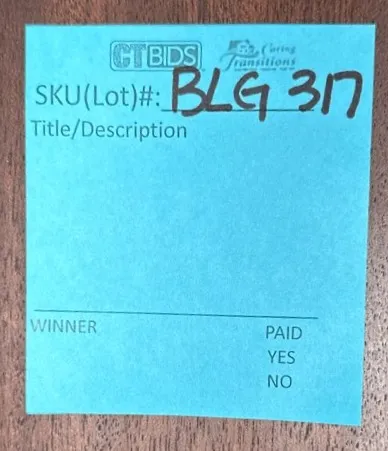 CTBIDS Caring Transitions
SKU(Lot)#: BLG 317
Title/Description
WINNER PAID
YES
NO